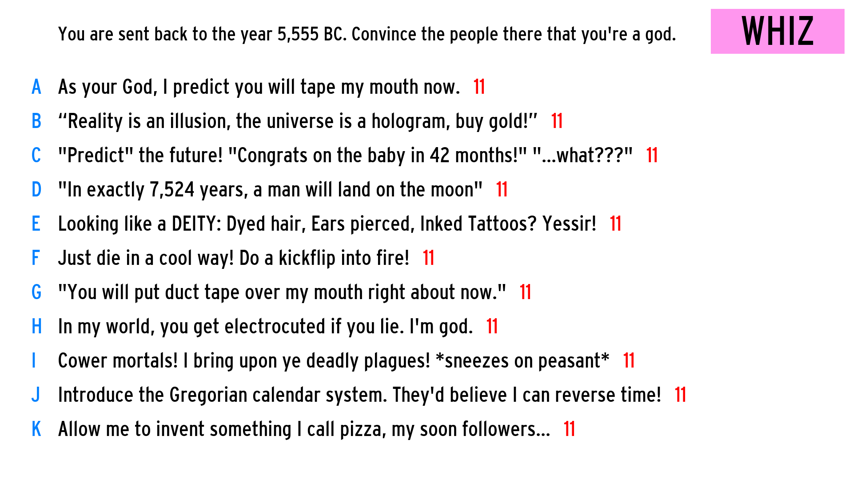 You are sent back to the year 5,555 BC. Convince the people there that you're a god.
WHIZ
A As your God, I predict you will tape my mouth now. 11
B “Reality is an illusion, the universe is a hologram, buy gold!” 11
C "Predict" the future! "Congrats on the baby in 42 months!" "...what???" 11
D "In exactly 7,524 years, a man will land on the moon" 11
E Looking like a DEITY: Dyed hair, Ears pierced, Inked Tattoos? Yessir! 11
F Just die in a cool way! Do a kickflip into fire! 11
G "You will put duct tape over my mouth right about now." 11
H In my world, you get electrocuted if you lie. I'm god. 11
I Cower mortals! I bring upon ye deadly plagues! *sneezes on peasant* 11
J Introduce the Gregorian calendar system. They'd believe I can reverse time! 11
K Allow me to invent something I call pizza, my soon followers... 11